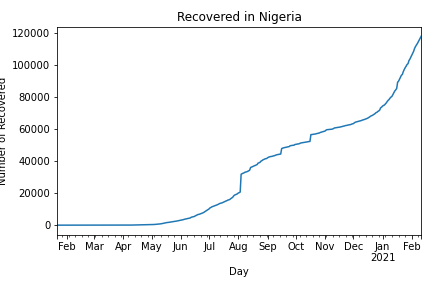 Recovered in Nigeria
Number of Recovered
120000
100000
80000
60000
40000
20000
0
Feb Mar Apr May Jun Jul Aug Sep Oct Nov Dec Jan Feb
2021
Day